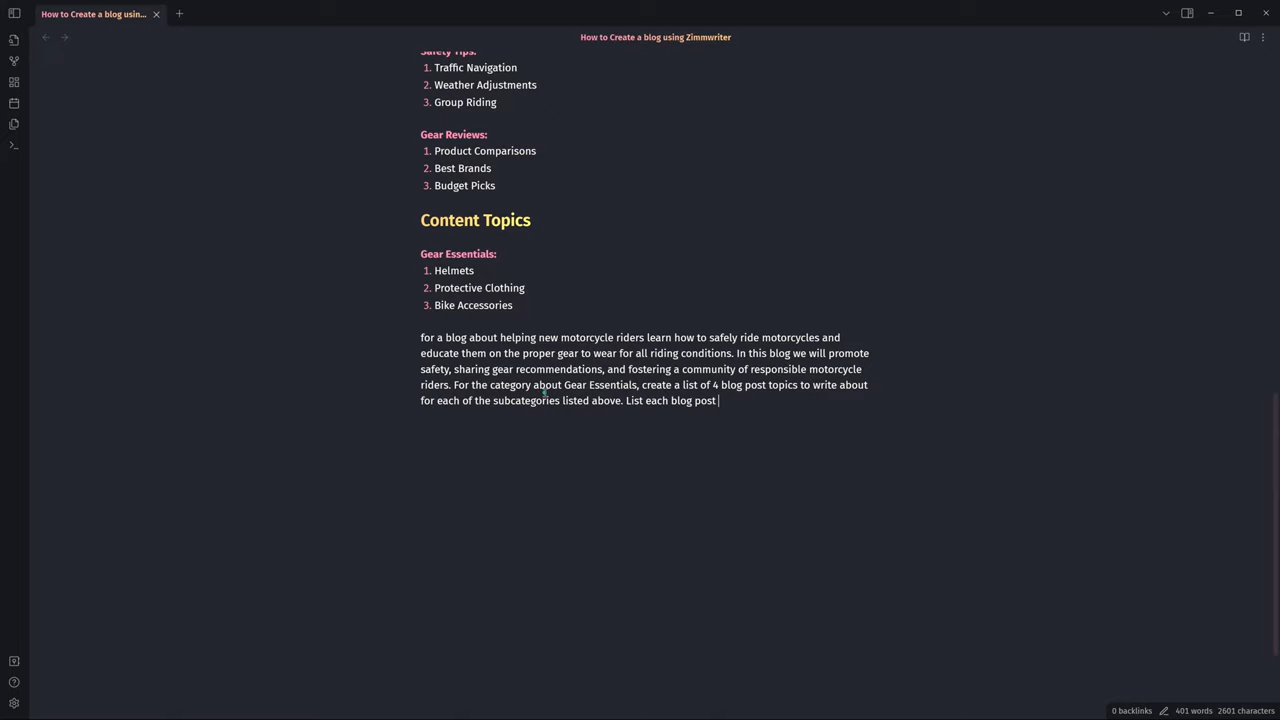 How to Create a blog usin...
How to Create a blog using Zimmwriter
Safety Tips:
1. Traffic Navigation
2. Weather Adjustments
3. Group Riding
Gear Reviews:
1. Product Comparisons
2. Best Brands
3. Budget Picks
Content Topics
Gear Essentials:
1. Helmets
2. Protective Clothing
3. Bike Accessories
for a blog about helping new motorcycle riders learn how to safely ride motorcycles and
educate them on the proper gear to wear for all riding conditions. In this blog we will promote
safety, sharing gear recommendations, and fostering a community of responsible motorcycle
riders. For the category about Gear Essentials, create a list of 4 blog post topics to write about
for each of the subcategories listed above. List each blog post
0 backlinks 401 words 2601 characters